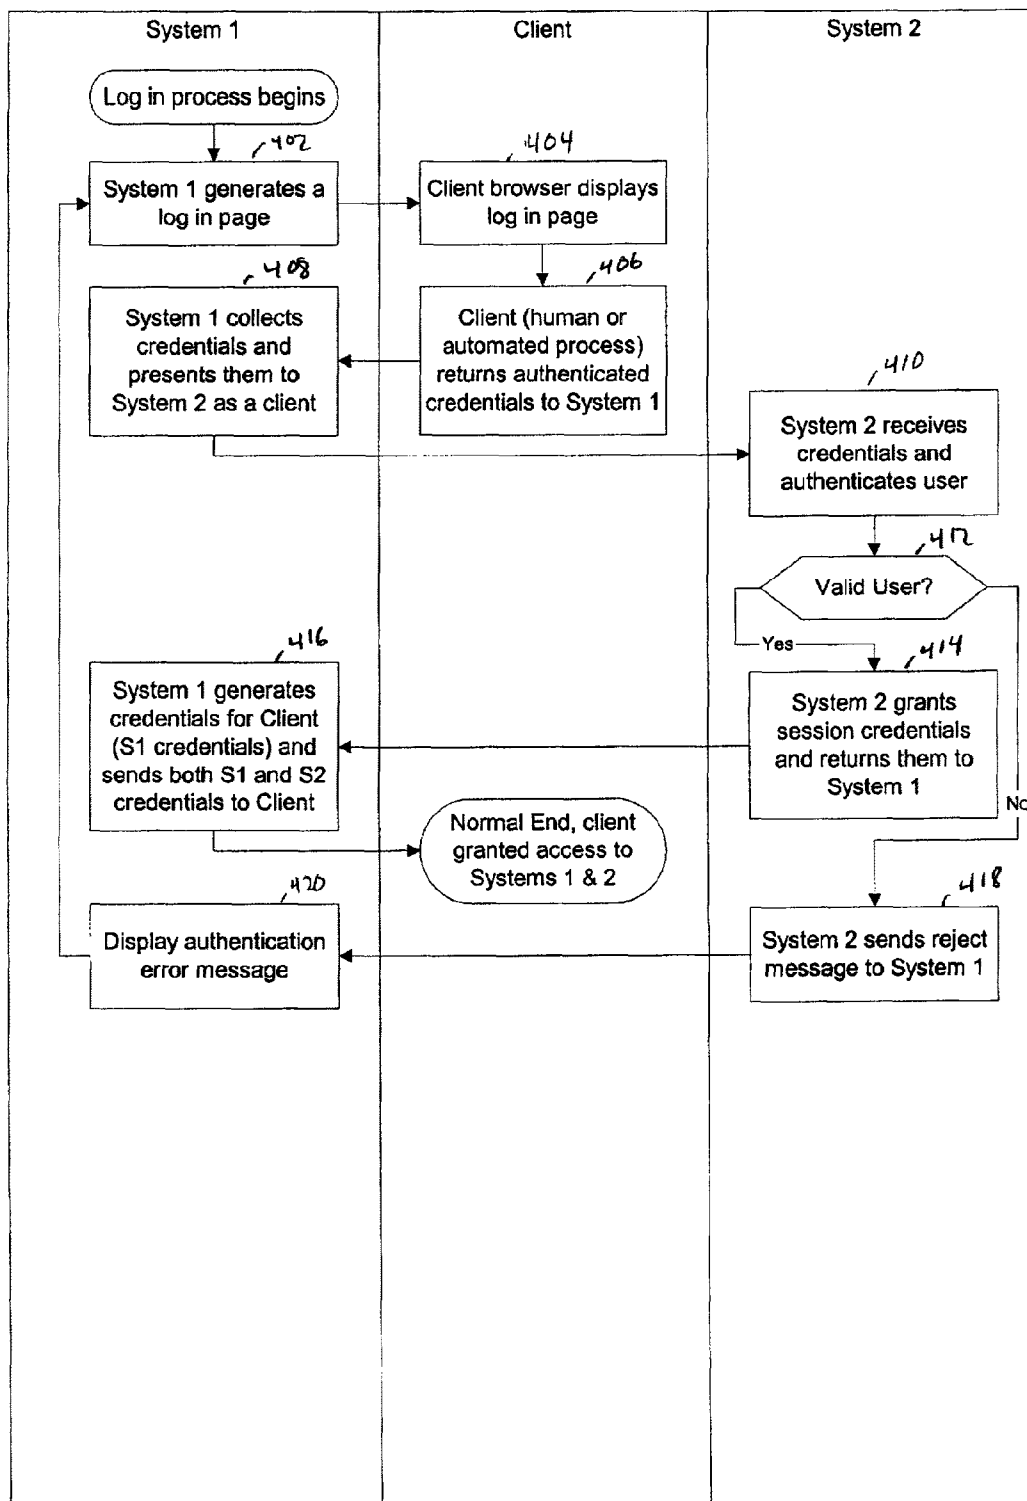 System 1
Client
System 2
Log in process begins
402
System 1 generates a
log in page
404
Client browser displays
log in page
406
Client (human or
automated process)
returns authenticated
credentials to System 1
408
System 1 collects
credentials and
presents them to
System 2 as a client
410
System 2 receives
credentials and
authenticates user
412
Valid User?
Yes
No
414
System 2 grants
session credentials
and returns them to
System 1
416
System 1 generates
credentials for Client
(S1 credentials) and
sends both S1 and S2
credentials to Client
Normal End, client
granted access to
Systems 1 & 2
418
System 2 sends reject
message to System 1
420
Display authentication
error message